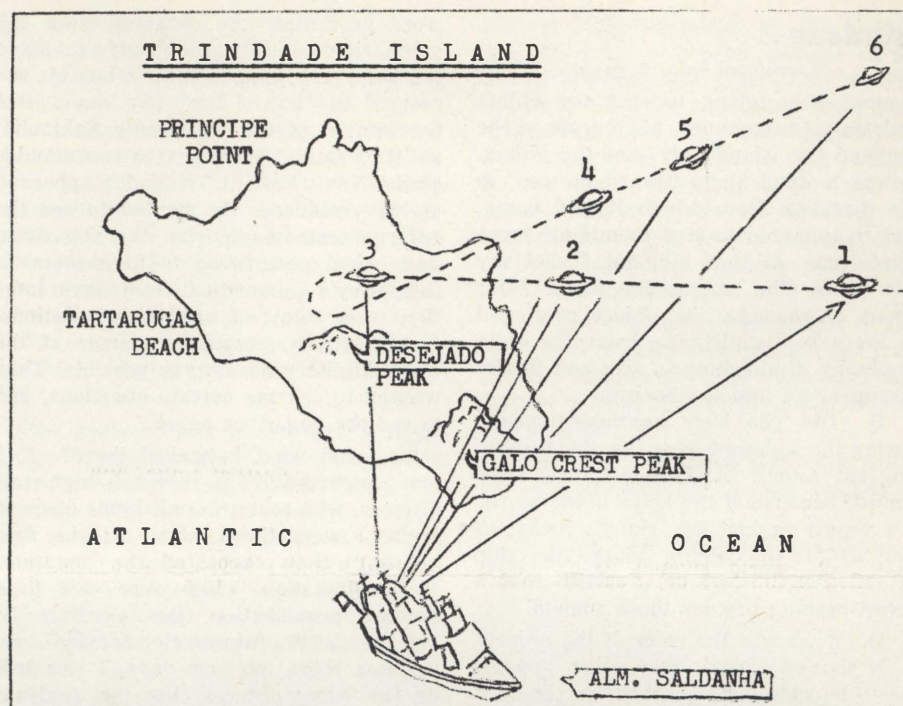 TRINDADE ISLAND
6
PRINCIPE
POINT
5
4
3
2
1
TARTARUGAS
BEACH
DESEJADO
PEAK
GALO CREST PEAK
ATLANTIC
OCEAN
ALM. SALDANHA